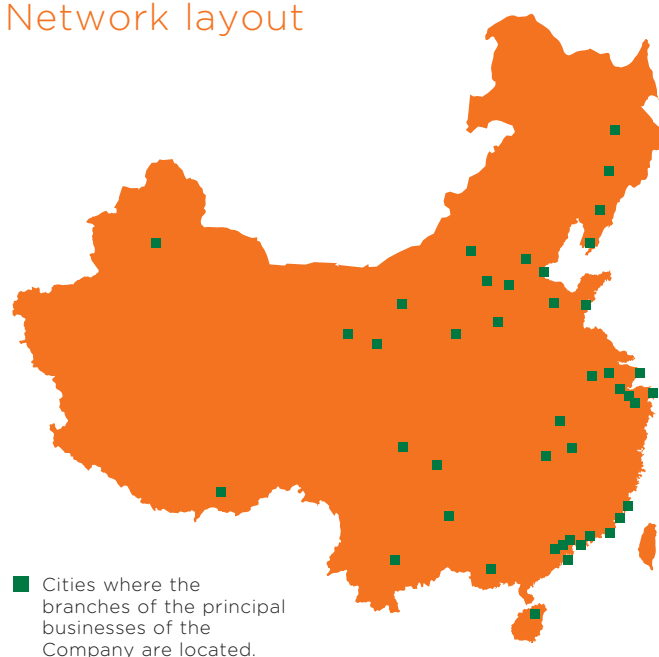 Network layout
Cities where the
branches of the principal
businesses of the
Company are located.